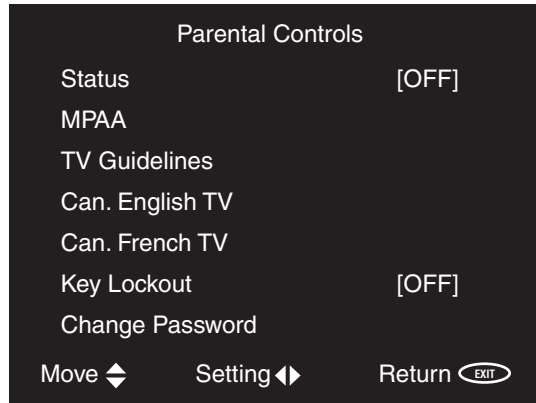 Parental Controls
Status [OFF]
MPAA
TV Guidelines
Can. English TV
Can. French TV
Key Lockout [OFF]
Change Password
Move Setting Return EXIT